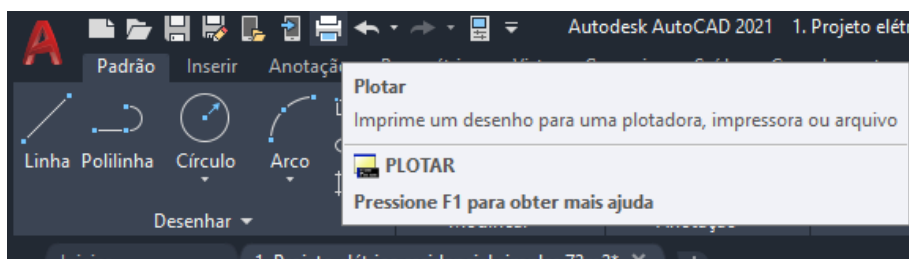 Autodesk AutoCAD 2021 1. Projeto elétr
Padrão Inserir Anotaçã
Plotar
Imprime um desenho para uma plotadora, impressora ou arquivo
PLOTAR
Pressione F1 para obter mais ajuda
Linha Polilinha Círculo Arco
Desenhar